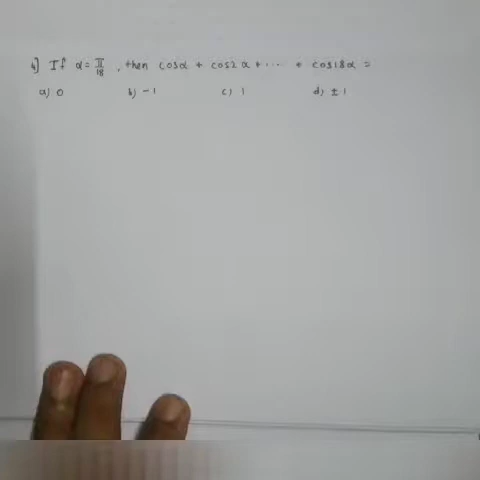 4] If α = π/18 , then cosα + cos2α + ··· + cos18α =
a) 0 b) -1 c) 1 d) ± 1